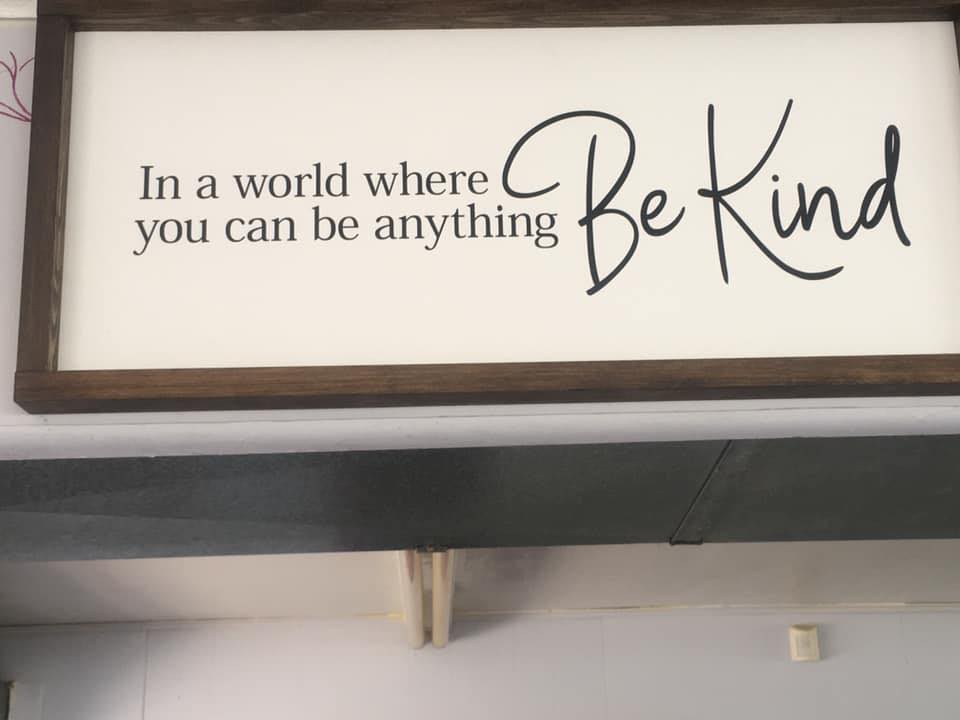 In a world where
you can be anything
Be Kind